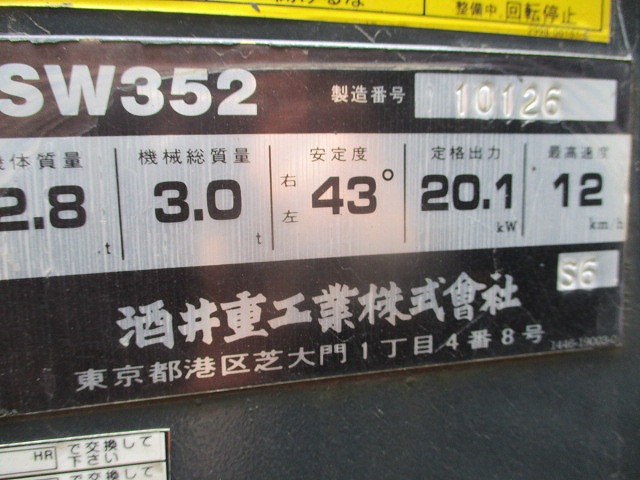 整備中、回転停止
SW352 製造番号 10126
体質量 機械総質量 安定度 定格出力 最高速度
2.8 t 3.0 t 右左 43° 20.1 kW 12 km/h
S6
酒井重工業株式會社
東京都港区芝大門1丁目4番8号
HR で交換して
下さい
で交換して